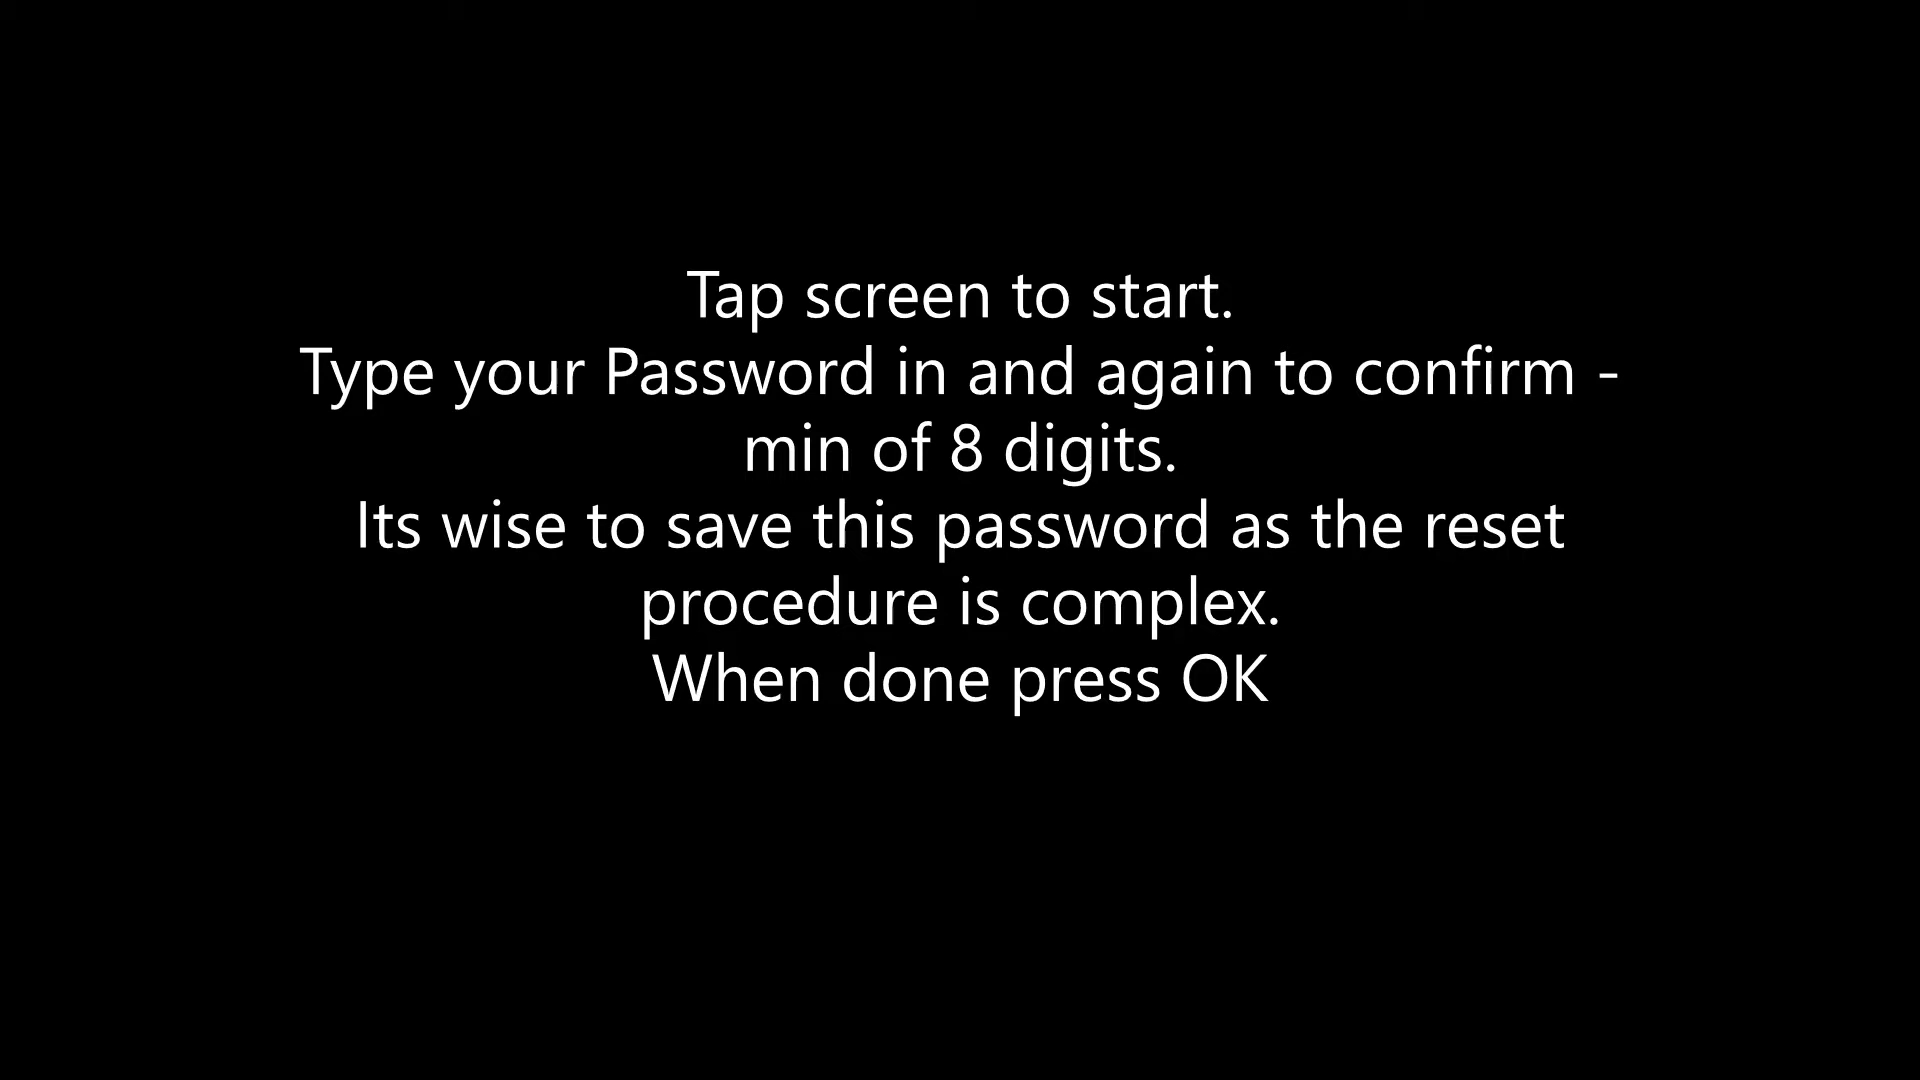 Tap screen to start.
Type your Password in and again to confirm -
min of 8 digits.
Its wise to save this password as the reset
procedure is complex.
When done press OK